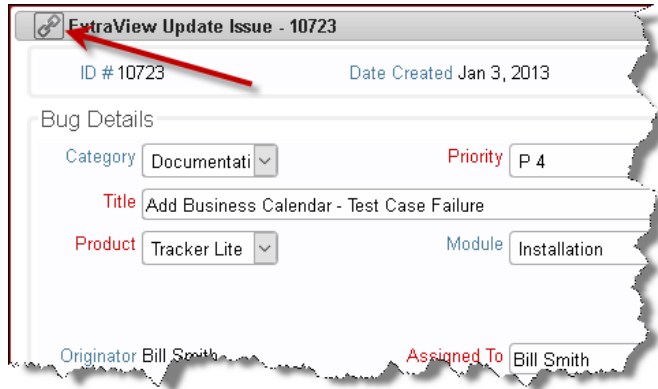 ExtraView Update Issue - 10723
ID # 10723 Date Created Jan 3, 2013
Bug Details
Category Documentati Priority P 4
Title Add Business Calendar - Test Case Failure
Product Tracker Lite Module Installation
Originator Bill Smith Assigned To Bill Smith